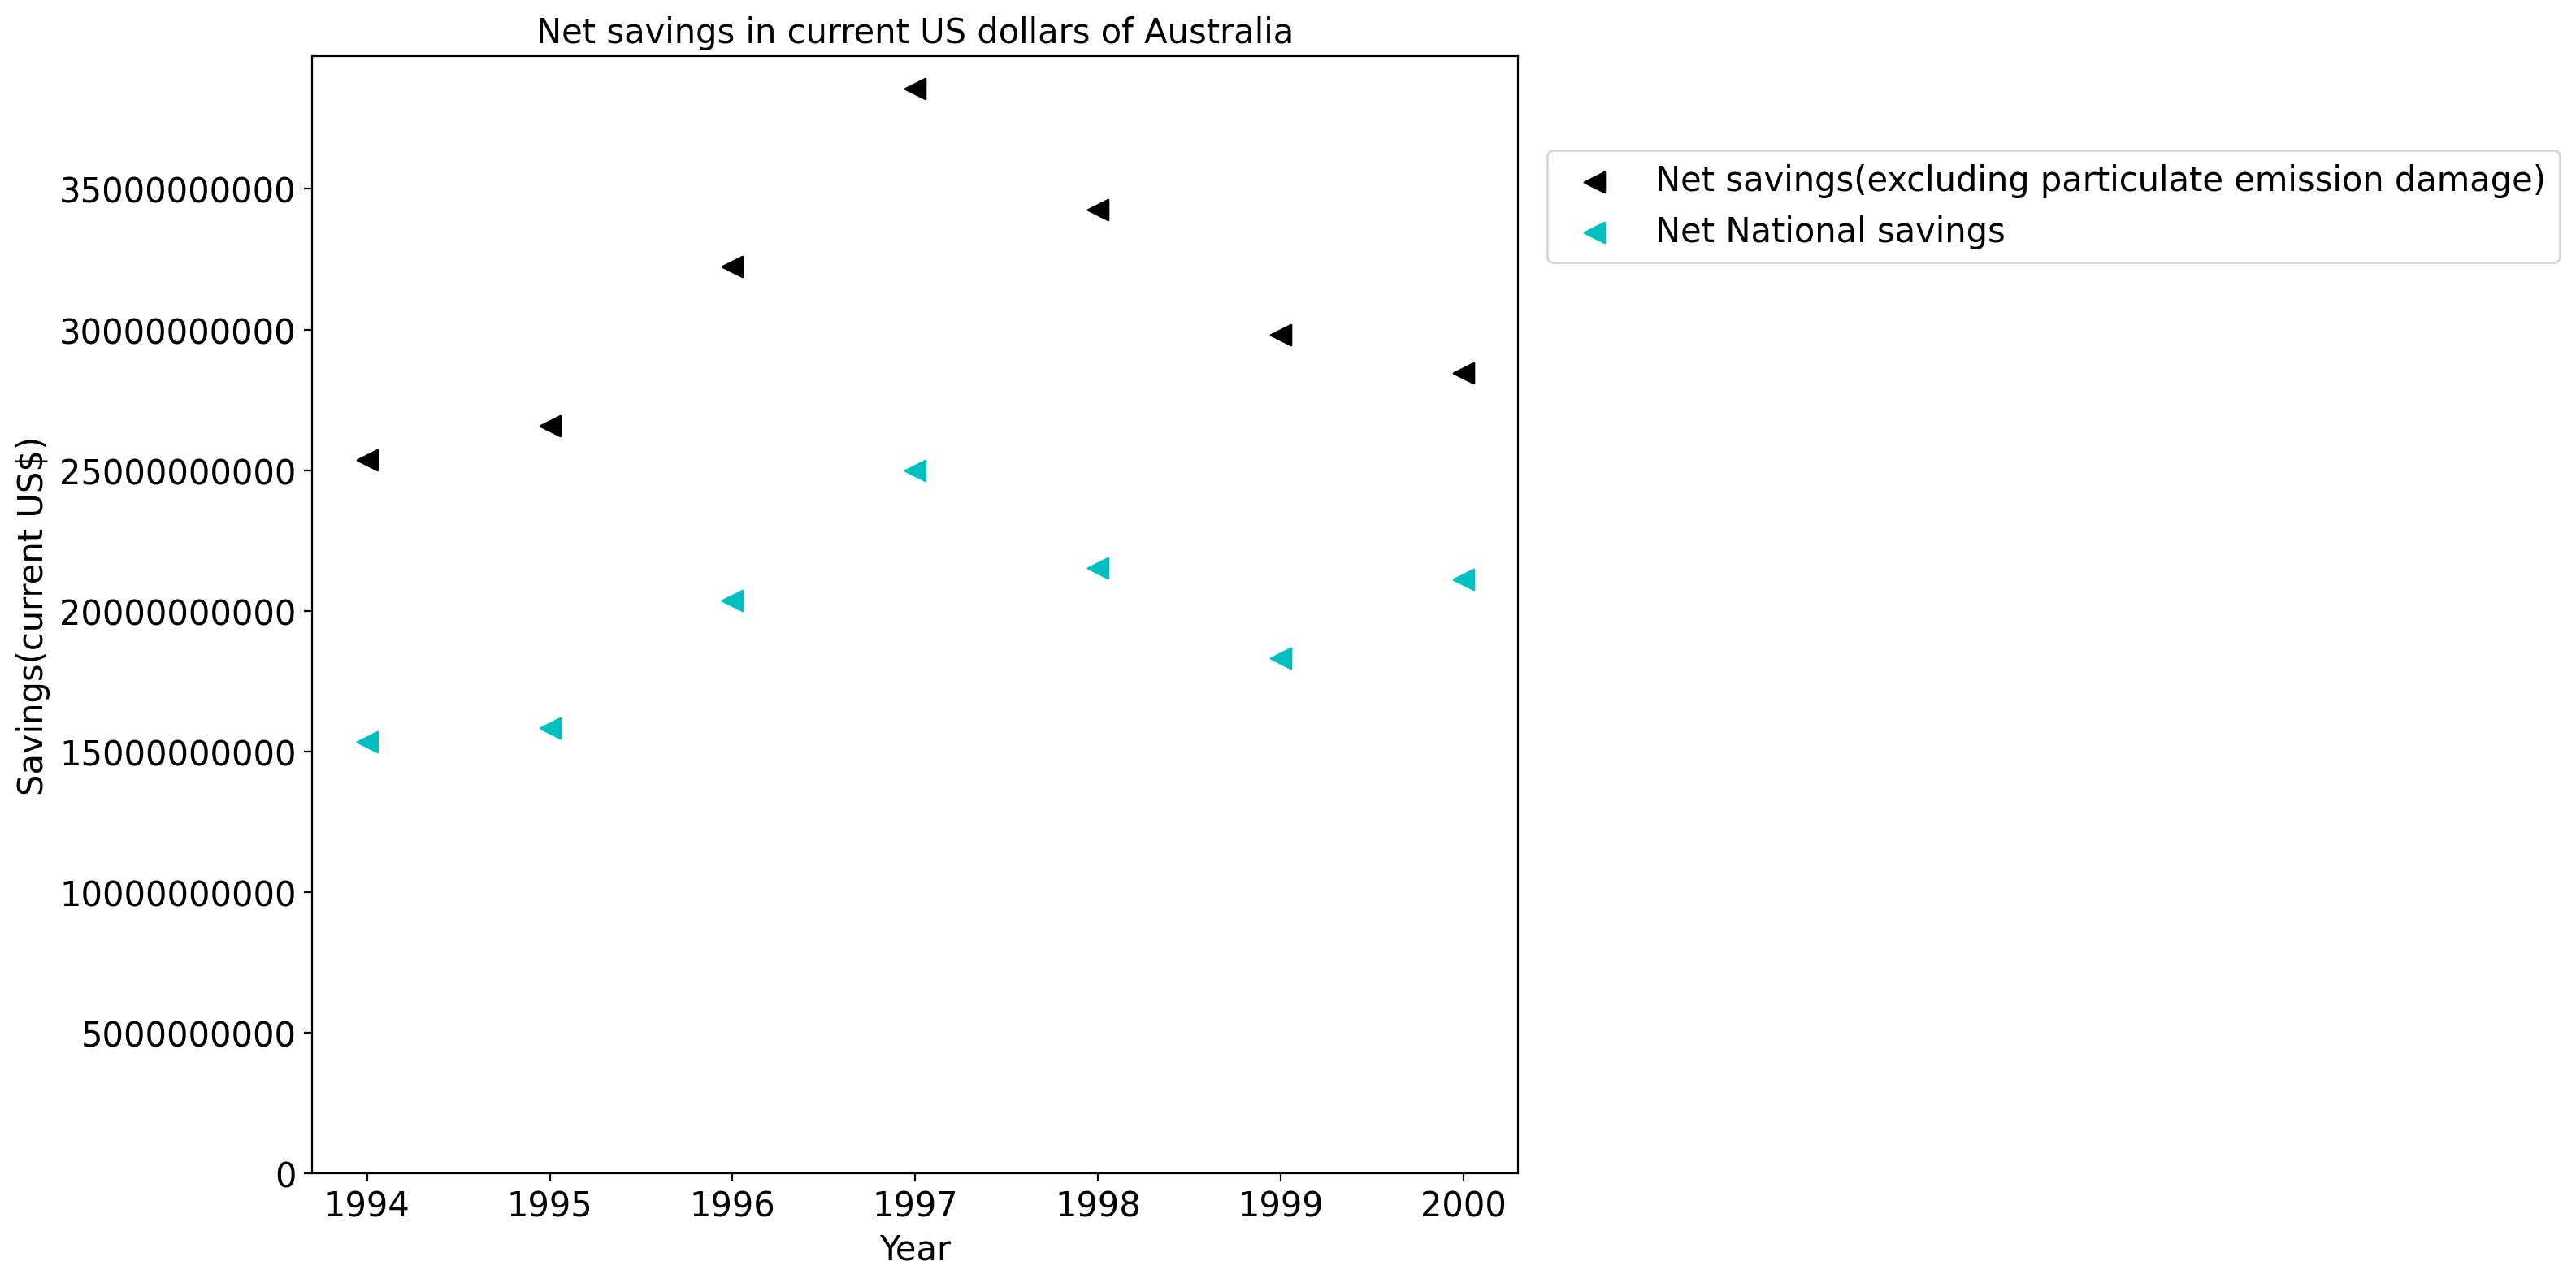 Net savings in current US dollars of Australia
Savings(current US$)
35000000000
30000000000
25000000000
20000000000
15000000000
10000000000
5000000000
0
1994 1995 1996 1997 1998 1999 2000
Year
Net savings(excluding particulate emission damage)
Net National savings